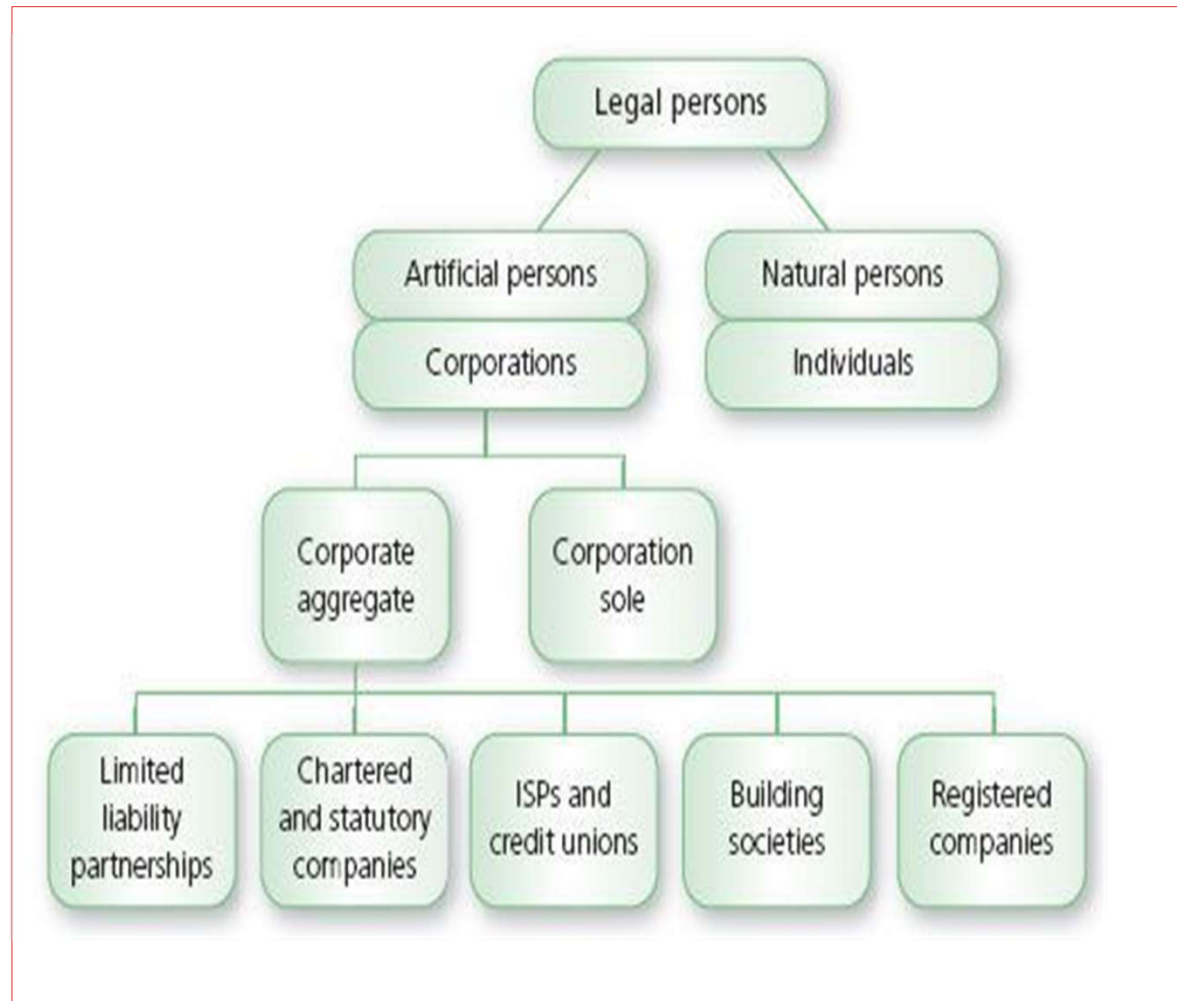 Legal persons
Artificial persons
Natural persons
Corporations
Individuals
Corporate
aggregate
Corporation
sole
Limited
liability
partnerships
Chartered
and statutory
companies
ISPs and
credit unions
Building
societies
Registered
companies